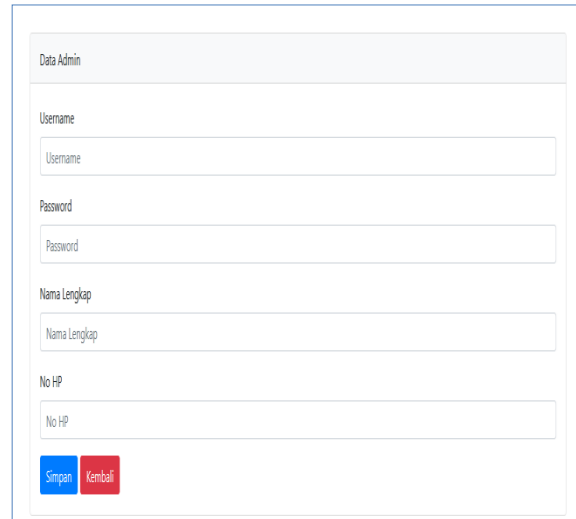 Data Admin
Username
Username
Password
Password
Nama Lengkap
Nama Lengkap
No HP
No HP
Simpan Kembali